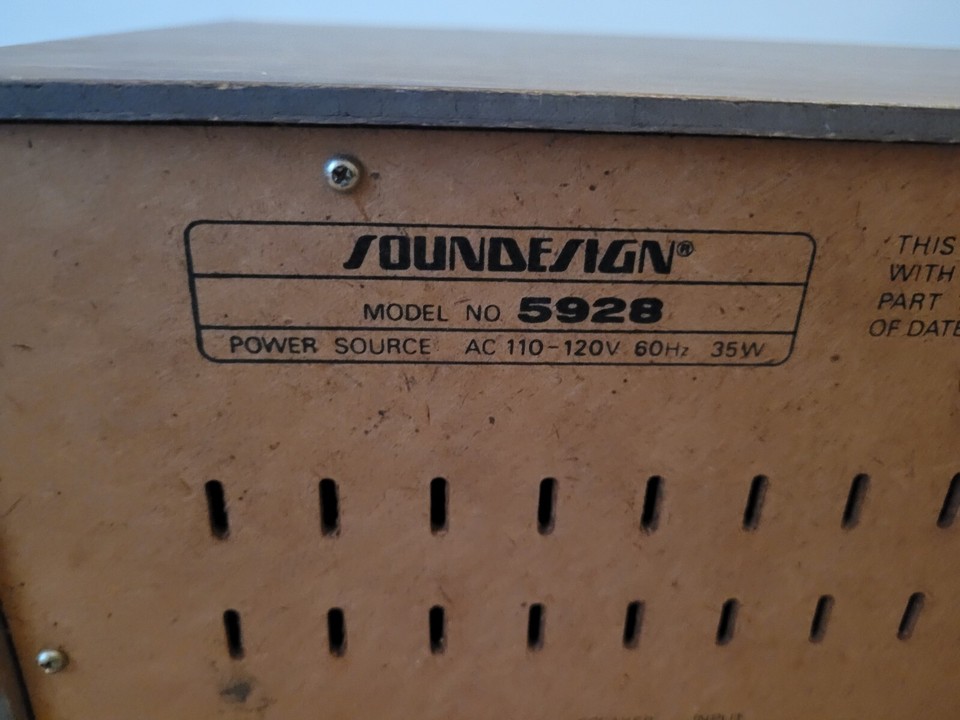 SOUNDESIGN®
MODEL NO. 5928
POWER SOURCE AC 110-120V 60Hz 35W
THIS
WITH
PART
OF DATE